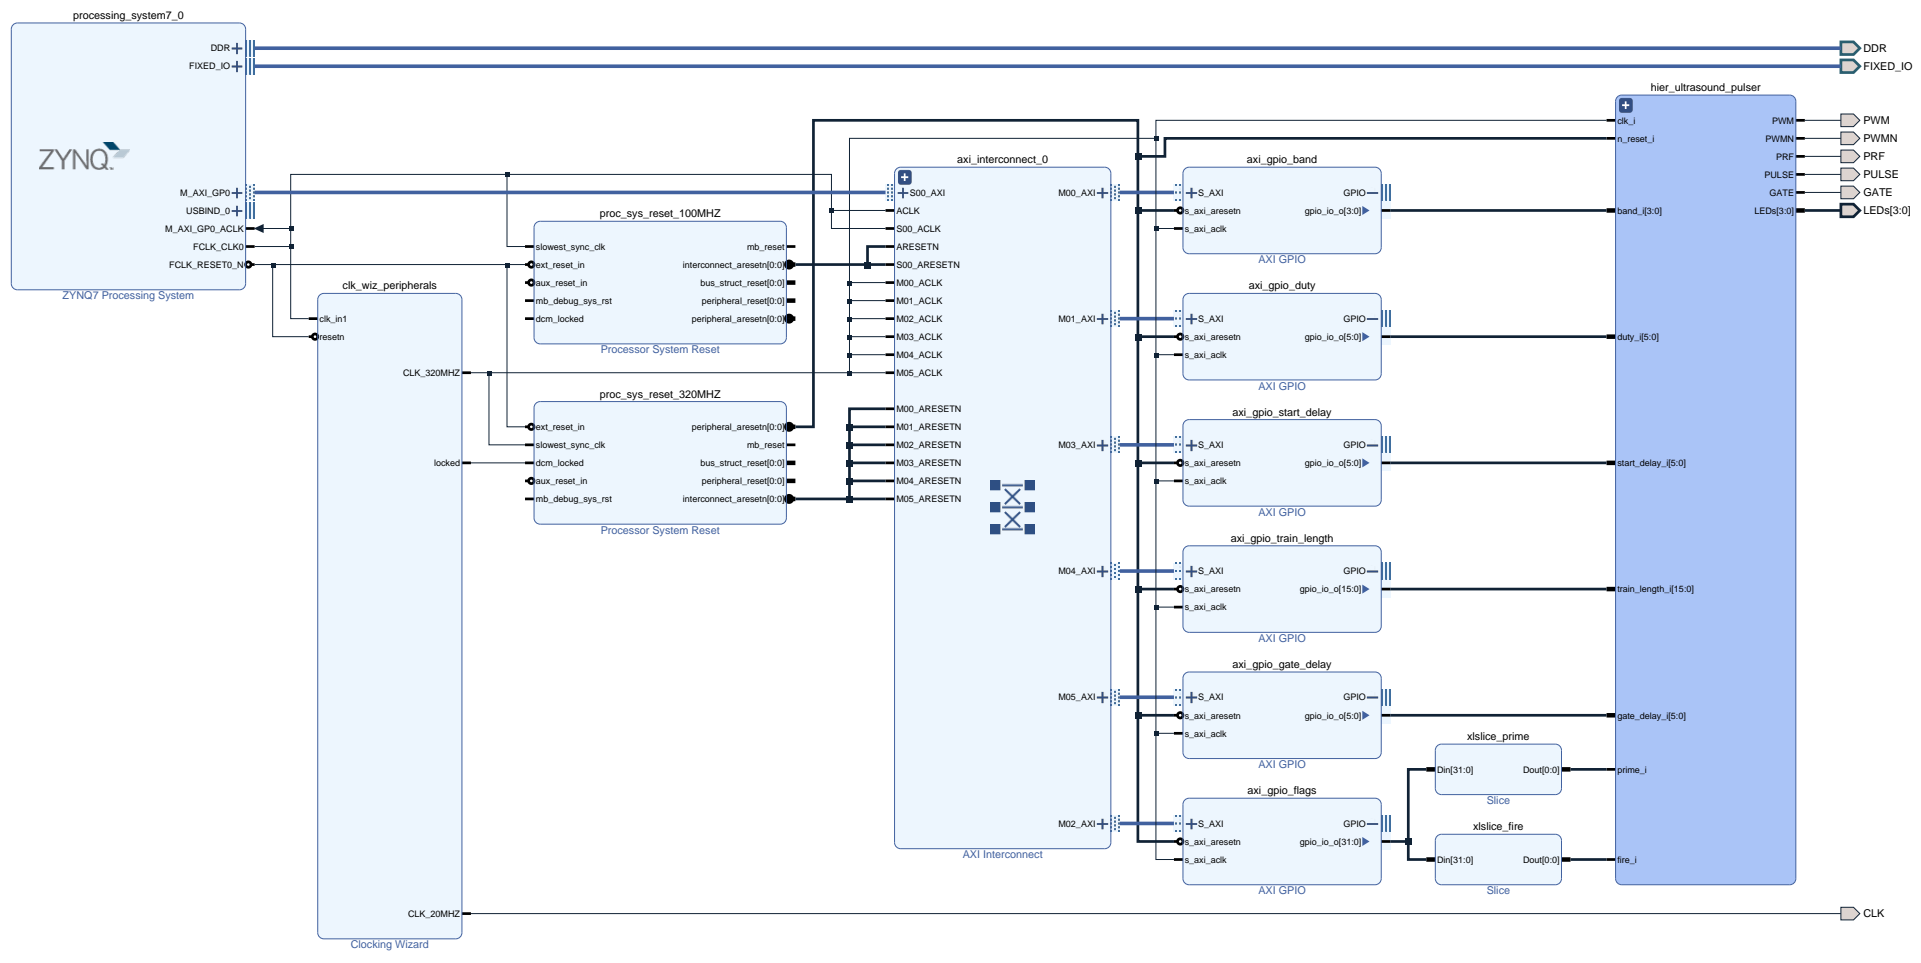 processing_system7_0
DDR
FIXED_IO
ZYNQ
M_AXI_GP0
USBIND_0
M_AXI_GP0_ACLK
FCLK_CLK0
FCLK_RESET0_N
ZYNQ7 Processing System
clk_wiz_peripherals
clk_in1
resetn
CLK_320MHZ
locked
CLK_20MHZ
Clocking Wizard
proc_sys_reset_100MHZ
slowest_sync_clk
ext_reset_in
aux_reset_in
mb_debug_sys_rst
dcm_locked
mb_reset
interconnect_aresetn[0:0]
bus_struct_reset[0:0]
peripheral_reset[0:0]
peripheral_aresetn[0:0]
Processor System Reset
proc_sys_reset_320MHZ
ext_reset_in
slowest_sync_clk
dcm_locked
aux_reset_in
mb_debug_sys_rst
peripheral_aresetn[0:0]
mb_reset
bus_struct_reset[0:0]
peripheral_reset[0:0]
interconnect_aresetn[0:0]
Processor System Reset
axi_interconnect_0
S00_AXI
ACLK
S00_ACLK
ARESETN
S00_ARESETN
M00_ACLK
M01_ACLK
M02_ACLK
M03_ACLK
M04_ACLK
M05_ACLK
M00_ARESETN
M01_ARESETN
M02_ARESETN
M03_ARESETN
M04_ARESETN
M05_ARESETN
M00_AXI
M01_AXI
M03_AXI
M04_AXI
M05_AXI
M02_AXI
AXI Interconnect
axi_gpio_band
S_AXI
s_axi_aresetn
s_axi_aclk
GPIO
gpio_io_o[3:0]
AXI GPIO
axi_gpio_duty
S_AXI
s_axi_aresetn
s_axi_aclk
GPIO
gpio_io_o[5:0]
AXI GPIO
axi_gpio_start_delay
S_AXI
s_axi_aresetn
s_axi_aclk
GPIO
gpio_io_o[5:0]
AXI GPIO
axi_gpio_train_length
S_AXI
s_axi_aresetn
s_axi_aclk
GPIO
gpio_io_o[15:0]
AXI GPIO
axi_gpio_gate_delay
S_AXI
s_axi_aresetn
s_axi_aclk
GPIO
gpio_io_o[5:0]
AXI GPIO
axi_gpio_flags
S_AXI
s_axi_aresetn
s_axi_aclk
GPIO
gpio_io_o[31:0]
AXI GPIO
xlslice_prime
Din[31:0]
Dout[0:0]
Slice
xlslice_fire
Din[31:0]
Dout[0:0]
Slice
hier_ultrasound_pulser
clk_i
n_reset_i
band_i[3:0]
duty_i[5:0]
start_delay_i[5:0]
train_length_i[15:0]
gate_delay_i[5:0]
prime_i
fire_i
PWM
PWMN
PRF
PULSE
GATE
LEDs[3:0]
DDR
FIXED_IO
PWM
PWMN
PRF
PULSE
GATE
LEDs[3:0]
CLK